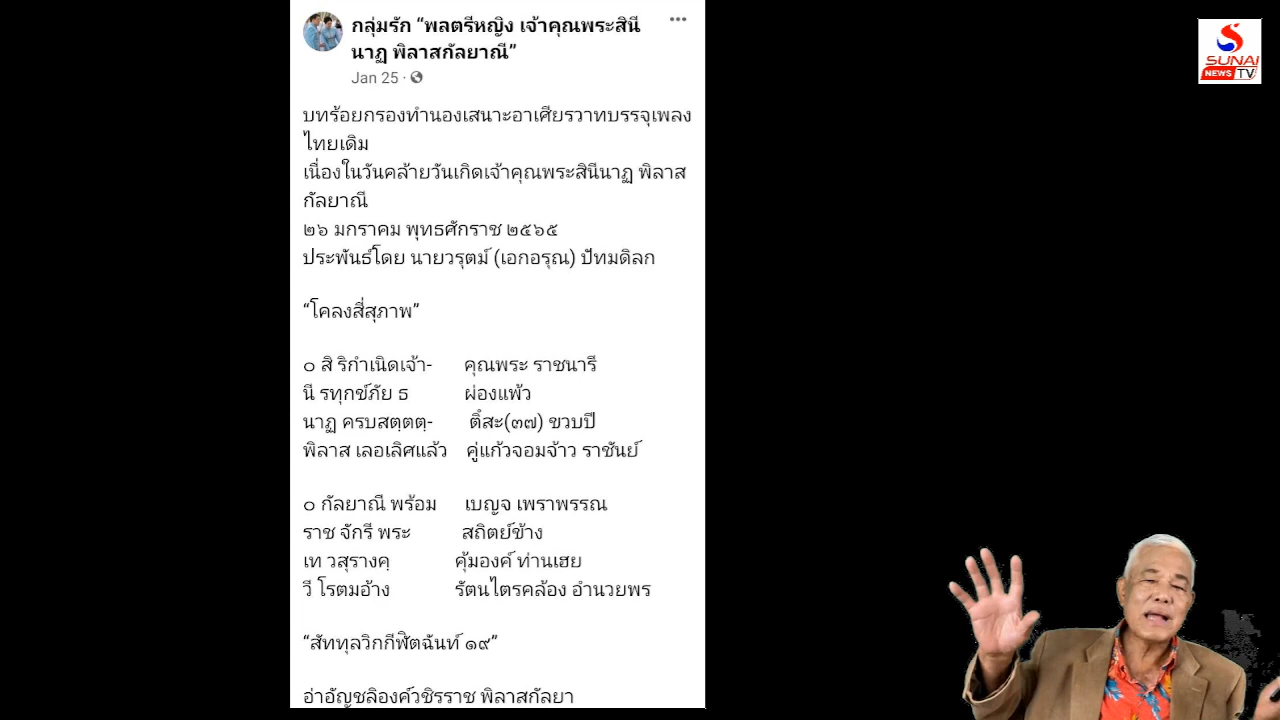 กลุ่มรัก “พลตรีหญิง เจ้าคุณพระสินี
นาฏ พิลาสกัลยาณี”
Jan 25 ·
SUNAI
NEWS TV
บทร้อยกรองทำนองเสนาะอาเศียรวาทบรรจุเพลง
ไทยเดิม
เนื่องในวันคล้ายวันเกิดเจ้าคุณพระสินีนาฏ พิลาส
กัลยาณี
๒๖ มกราคม พุทธศักราช ๒๕๖๕
ประพันธ์โดย นายวรุตม์ (เอกอรุณ) ปัทมดิลก
“โคลงสี่สุภาพ”
๐ สิ ริกำเนิดเจ้า- คุณพระ ราชนารี
นี รทุกข์ภัย ธ ผ่องแพ้ว
นาฏ ครบสตฺตตฺ- ติํสะ(๓๗) ขวบปี
พิลาส เลอเลิศแล้ว คู่แก้วจอมจ้าว ราชันย์
๐ กัลยาณี พร้อม เบญจ เพราพรรณ
ราช จักรี พระ สถิตย์ข้าง
เท วสุรางคฺ คุ้มองค์ ท่านเฮย
วี โรตมอ้าง รัตนไตรคล้อง อำนวยพร
“สัททุลวิกกีฬิตฉันท์ ๑๙”
อ่าอัญชลิองค์วชิรราช พิลาสกัลยา